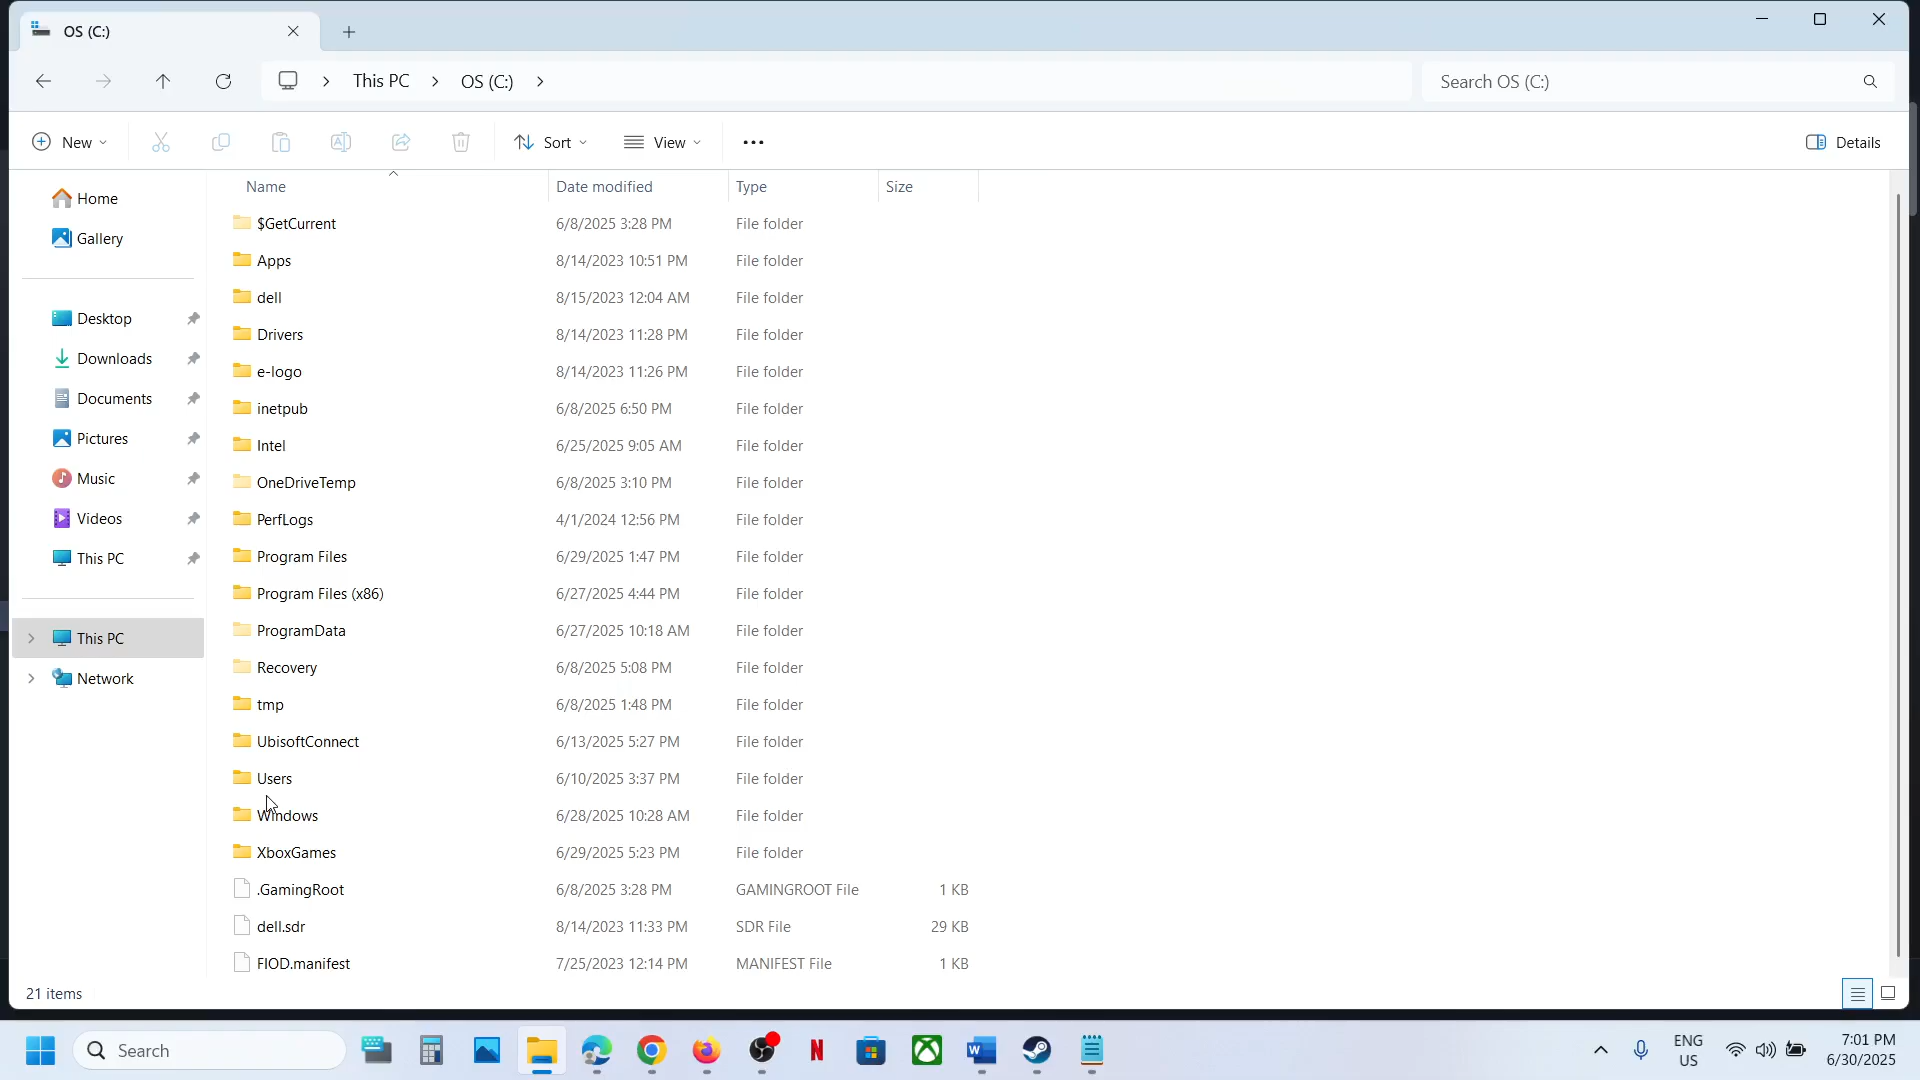 OS (C:)
This PC
OS (C:)
Search OS (C:)
New
Sort
View
Details
Name
Date modified
Type
Size
Home
Gallery
Desktop
Downloads
Documents
Pictures
Music
Videos
This PC
This PC
Network
$GetCurrent 6/8/2025 3:28 PM File folder
Apps 8/14/2023 10:51 PM File folder
dell 8/15/2023 12:04 AM File folder
Drivers 8/14/2023 11:28 PM File folder
e-logo 8/14/2023 11:26 PM File folder
inetpub 6/8/2025 6:50 PM File folder
Intel 6/25/2025 9:05 AM File folder
OneDriveTemp 6/8/2025 3:10 PM File folder
PerfLogs 4/1/2024 12:56 PM File folder
Program Files 6/29/2025 1:47 PM File folder
Program Files (x86) 6/27/2025 4:44 PM File folder
ProgramData 6/27/2025 10:18 AM File folder
Recovery 6/8/2025 5:08 PM File folder
tmp 6/8/2025 1:48 PM File folder
UbisoftConnect 6/13/2025 5:27 PM File folder
Users 6/10/2025 3:37 PM File folder
Windows 6/28/2025 10:28 AM File folder
XboxGames 6/29/2025 5:23 PM File folder
.GamingRoot 6/8/2025 3:28 PM GAMINGROOT File 1 KB
dell.sdr 8/14/2023 11:33 PM SDR File 29 KB
FIOD.manifest 7/25/2023 12:14 PM MANIFEST File 1 KB
21 items
Search
ENG
US
7:01 PM
6/30/2025